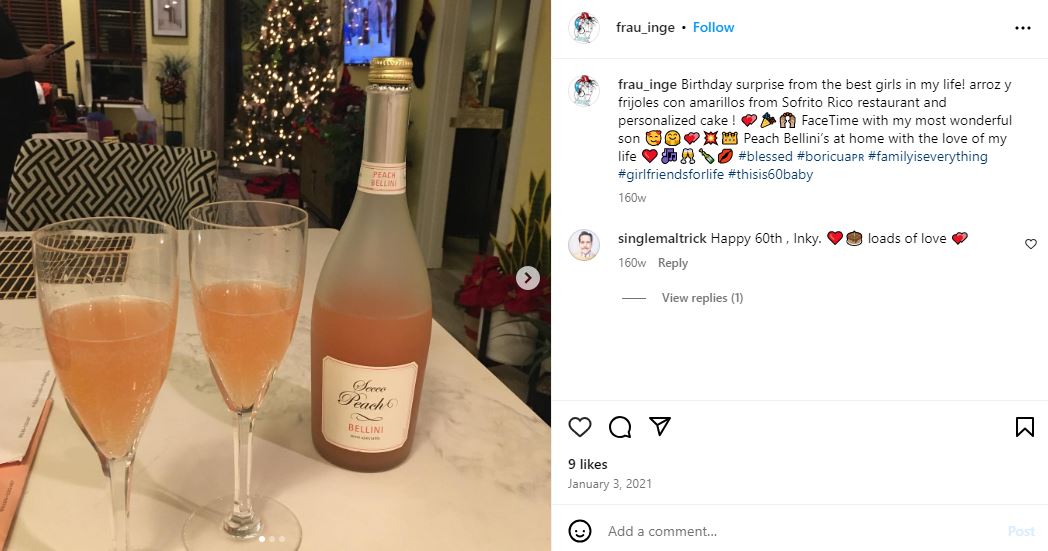 frau_inge • Follow
frau_inge Birthday surprise from the best girls in my life! arroz y
frijoles con amarillos from Sofrito Rico restaurant and
personalized cake ! 💕🎉👯 FaceTime with my most wonderful
son 🥰🤗💕💥👑 Peach Bellini’s at home with the love of my
life ❤️🎶🥂🍾💋 #blessed #boricua🇵🇷 #familyiseverything
#girlfriendsforlife #thisis60baby
160w
singlemaltrick Happy 60th , Inky. ❤️🎂 loads of love 💕
160w Reply
View replies (1)
9 likes
January 3, 2021
Add a comment... Post
PEACH
BELLINI
Secco
Peach
BELLINI